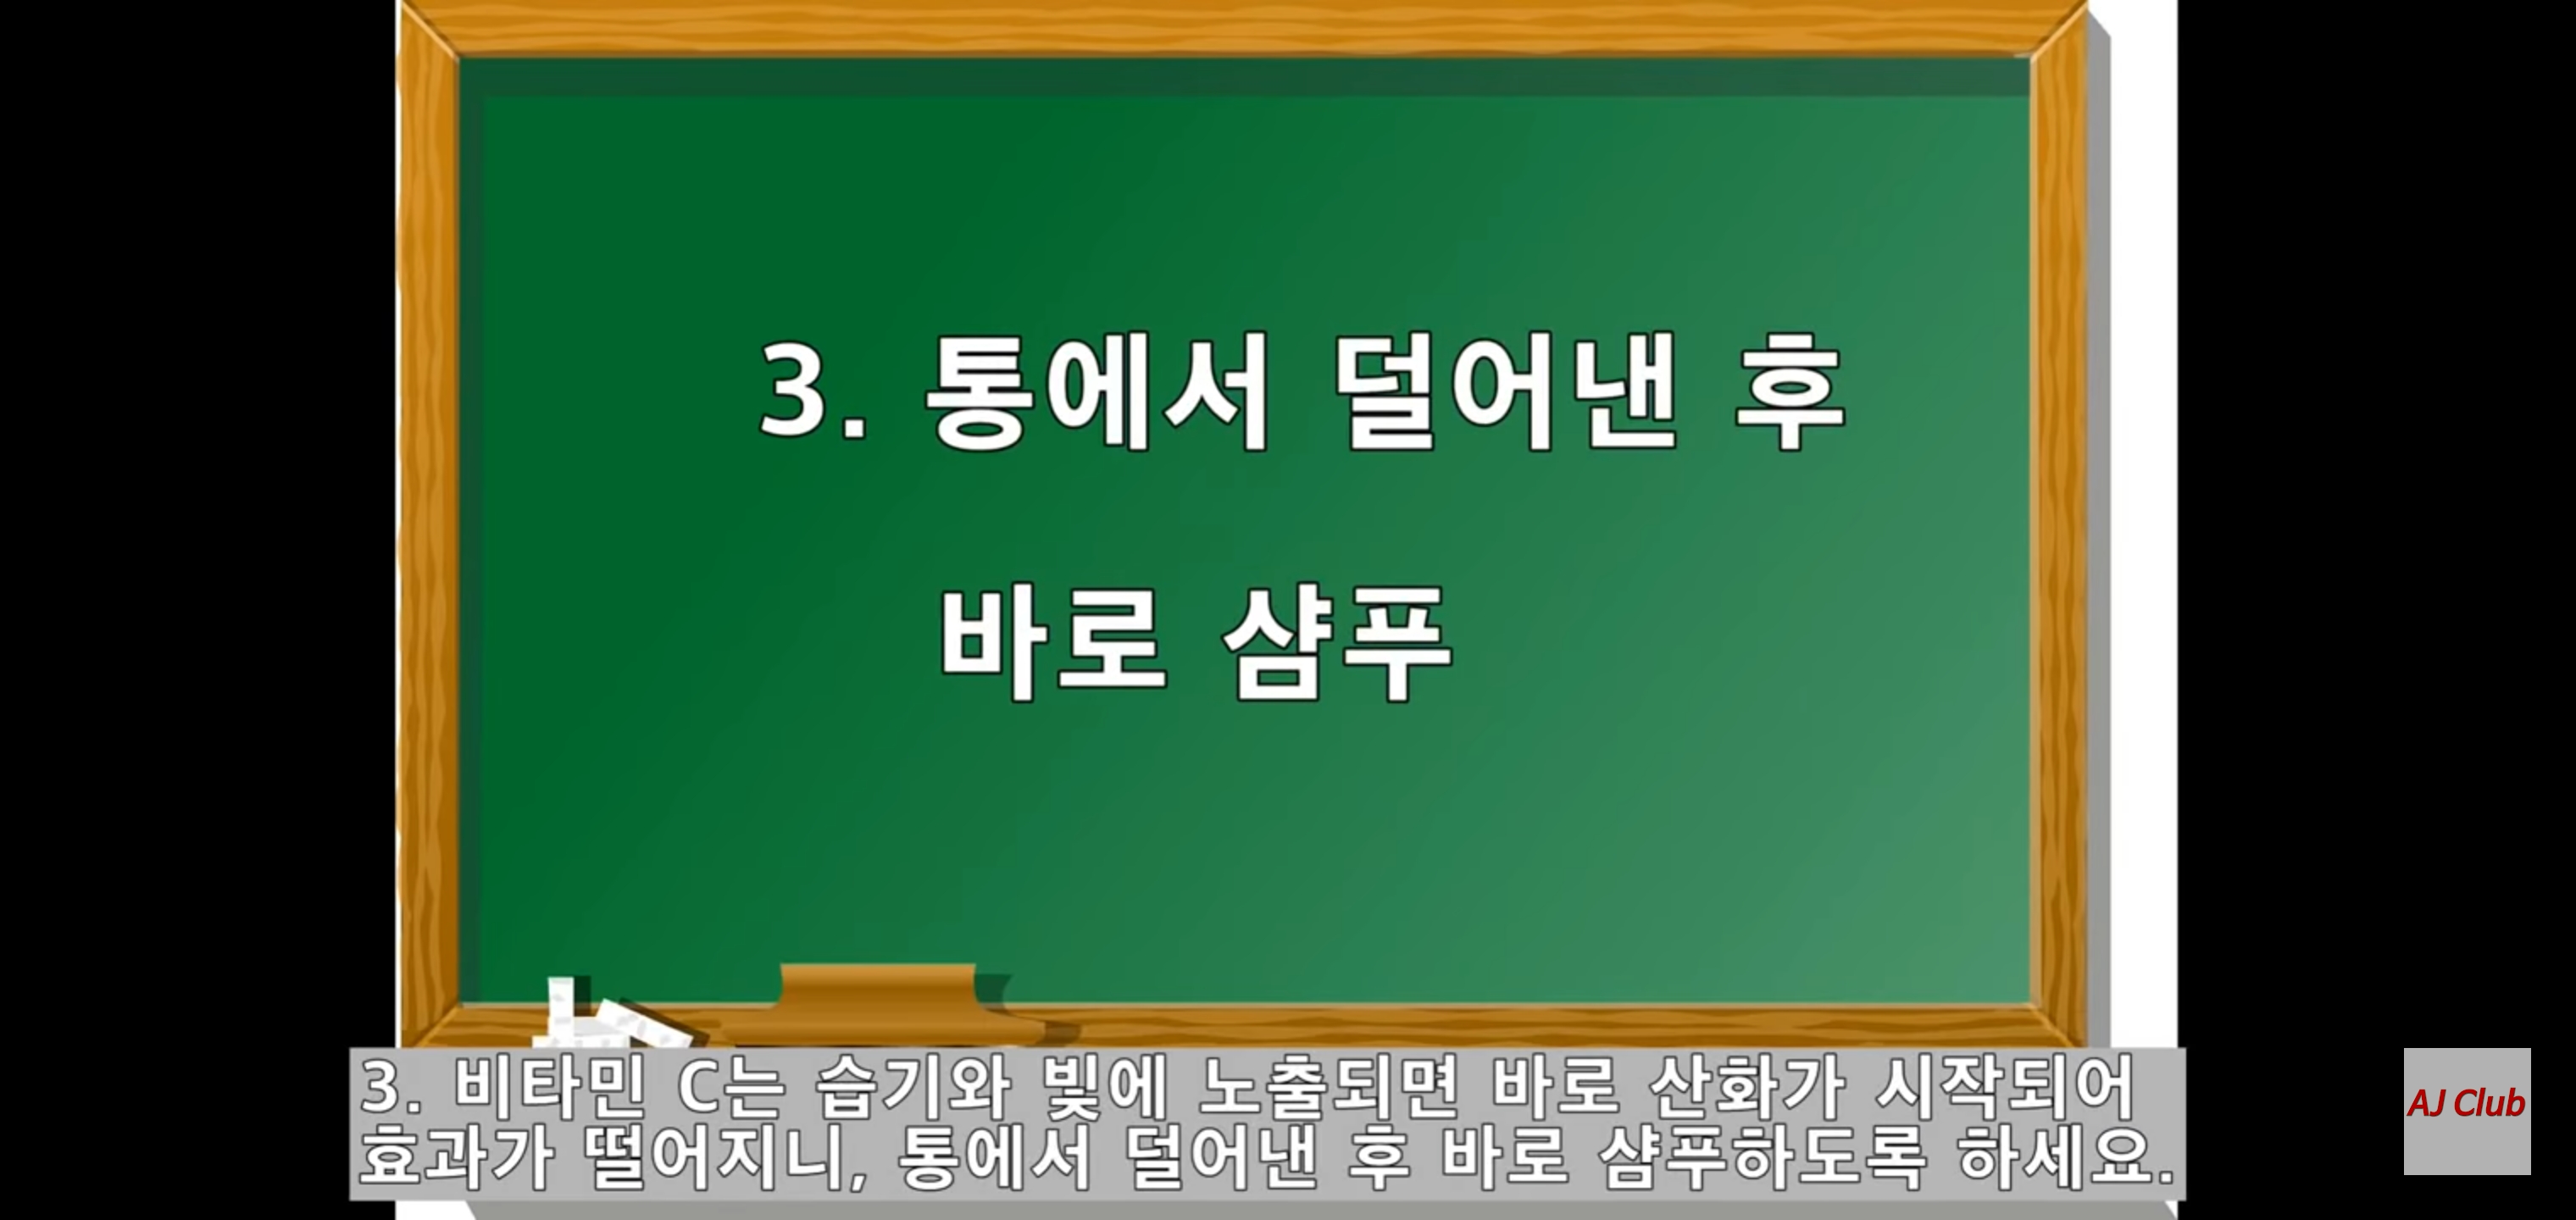 3. 통에서 덜어낸 후
바로 샴푸
3. 비타민 C는 습기와 빛에 노출되면 바로 산화가 시작되어
효과가 떨어지니, 통에서 덜어낸 후 바로 샴푸하도록 하세요.
AJ Club